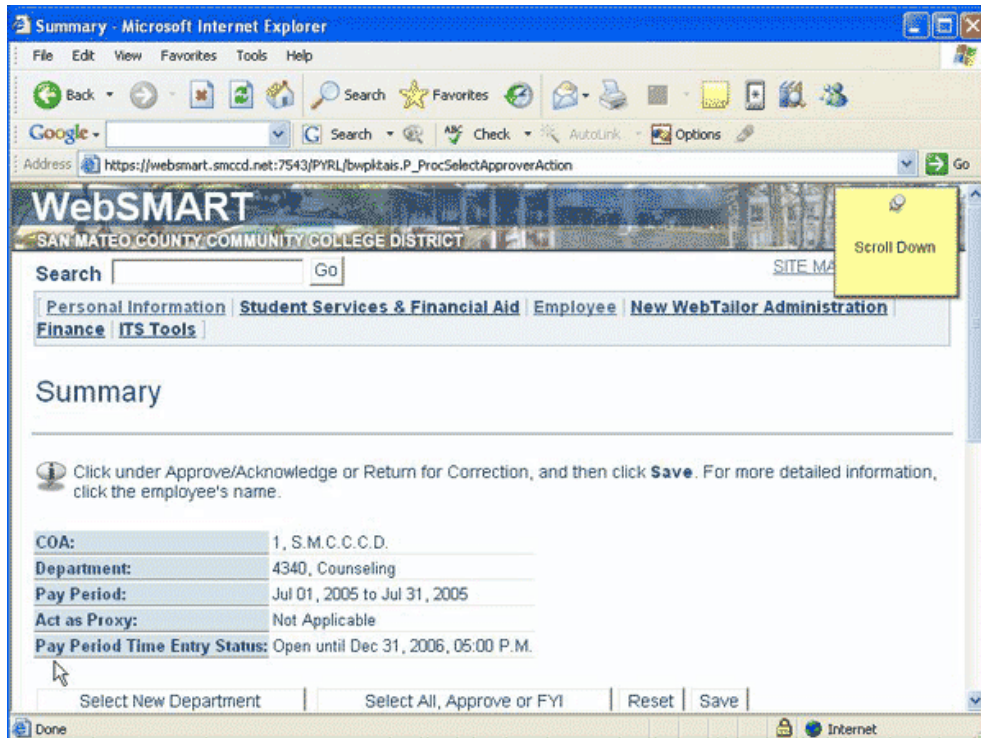 Summary - Microsoft Internet Explorer
File Edit View Favorites Tools Help
Back Search Favorites
Google Search Check AutoLink Options
Address https://websmart.smccd.net:7543/PYRL/bwpktais.P_ProcSelectApproverAction Go
WebSMART
SAN MATEO COUNTY COMMUNITY COLLEGE DISTRICT
Scroll Down
Search Go SITE MA
Personal Information | Student Services & Financial Aid | Employee | New WebTailor Administration
Finance | ITS Tools
Summary
Click under Approve/Acknowledge or Return for Correction, and then click Save. For more detailed information,
click the employee's name.
COA: 1, S.M.C.C.C.D.
Department: 4340, Counseling
Pay Period: Jul 01, 2005 to Jul 31, 2005
Act as Proxy: Not Applicable
Pay Period Time Entry Status: Open until Dec 31, 2006, 05:00 P.M.
Select New Department Select All, Approve or FYI Reset Save
Done Internet